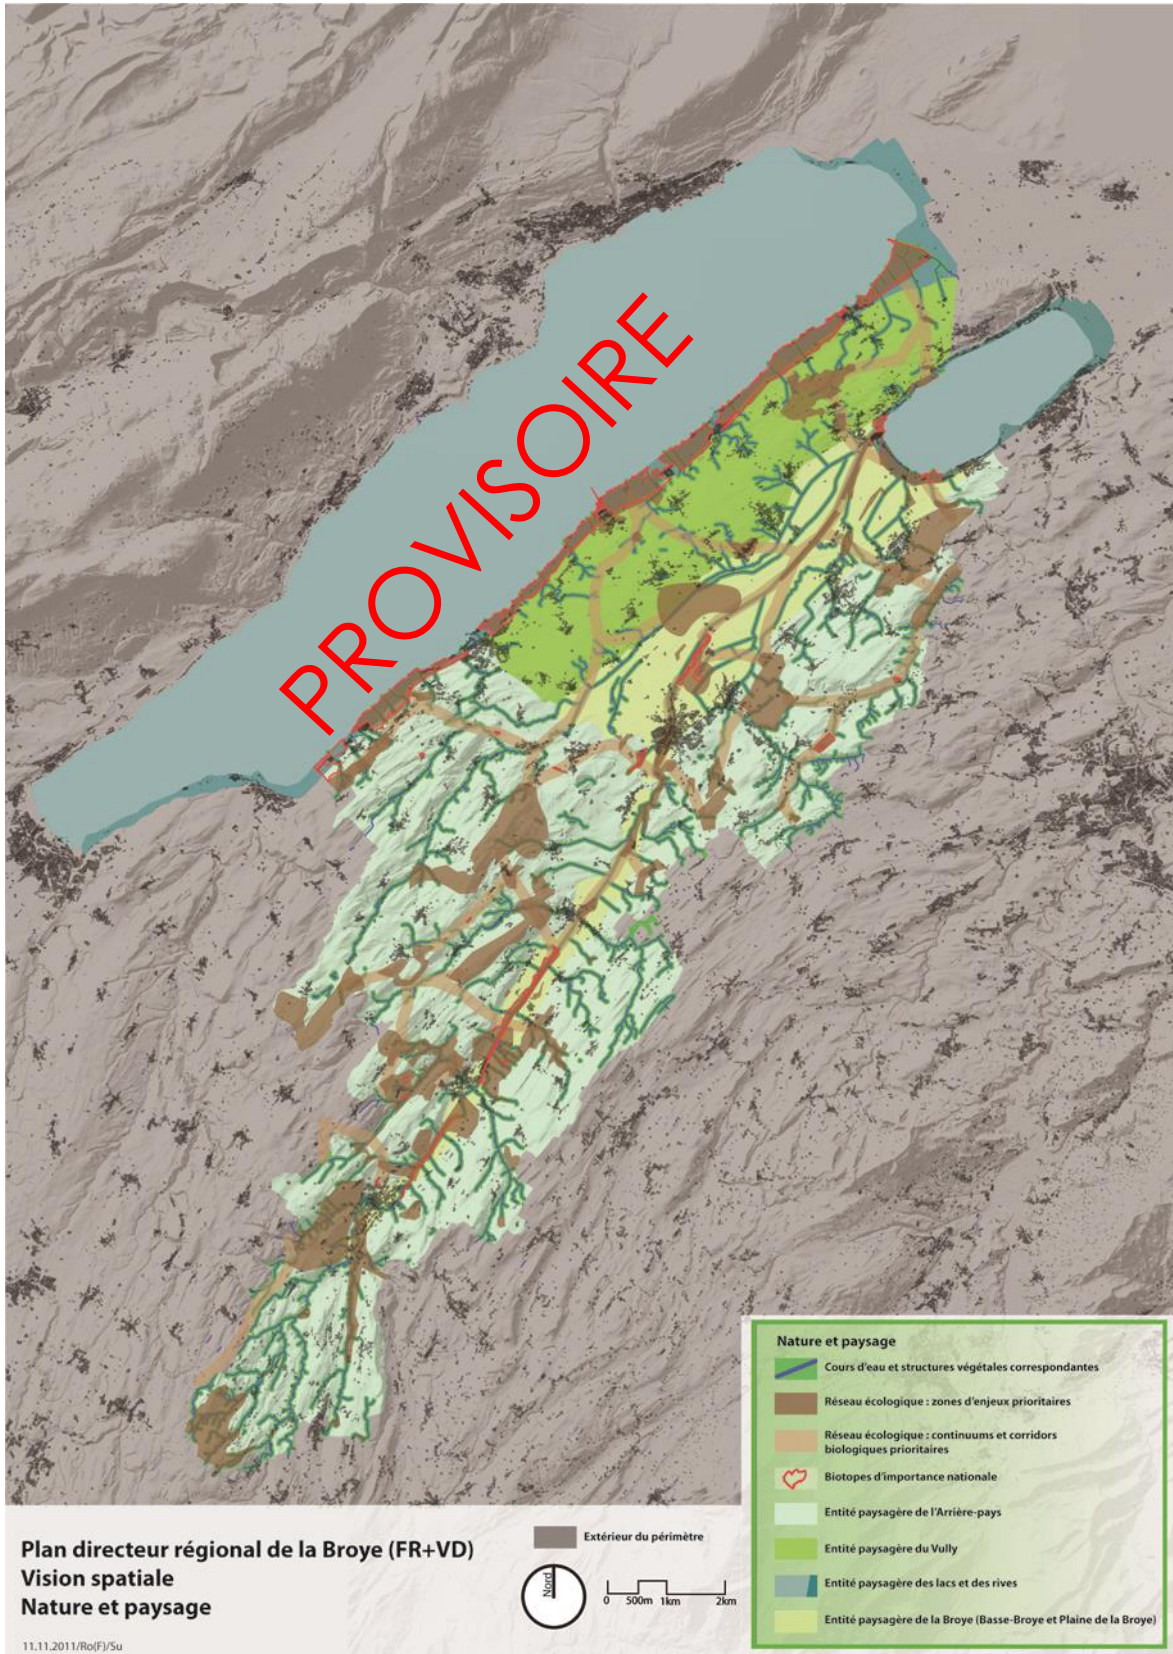 PROVISOIRE
Nature et paysage
Cours d'eau et structures végétales correspondantes
Réseau écologique : zones d'enjeux prioritaires
Réseau écologique : continuums et corridors
biologiques prioritaires
Biotopes d'importance nationale
Entité paysagère de l'Arrière-pays
Entité paysagère du Vully
Entité paysagère des lacs et des rives
Entité paysagère de la Broye (Basse-Broye et Plaine de la Broye)
Extérieur du périmètre
Nord
0 500m 1km 2km
Plan directeur régional de la Broye (FR+VD)
Vision spatiale
Nature et paysage
11.11.2011/Ro(F)/Su